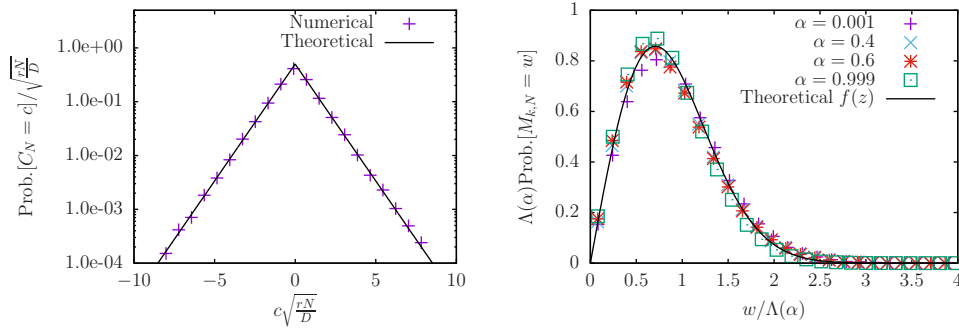 Prob.[C_N = c]/√(rN/D)
1.0e+00
1.0e-01
1.0e-02
1.0e-03
1.0e-04
−10
−5
0
5
10
c√(rN/D)
Numerical
Theoretical
Λ(α)Prob.[M_{k,N} = w]
1
0.8
0.6
0.4
0.2
0
0
0.5
1
1.5
2
2.5
3
3.5
4
w/Λ(α)
α = 0.001
α = 0.4
α = 0.6
α = 0.999
Theoretical f(z)